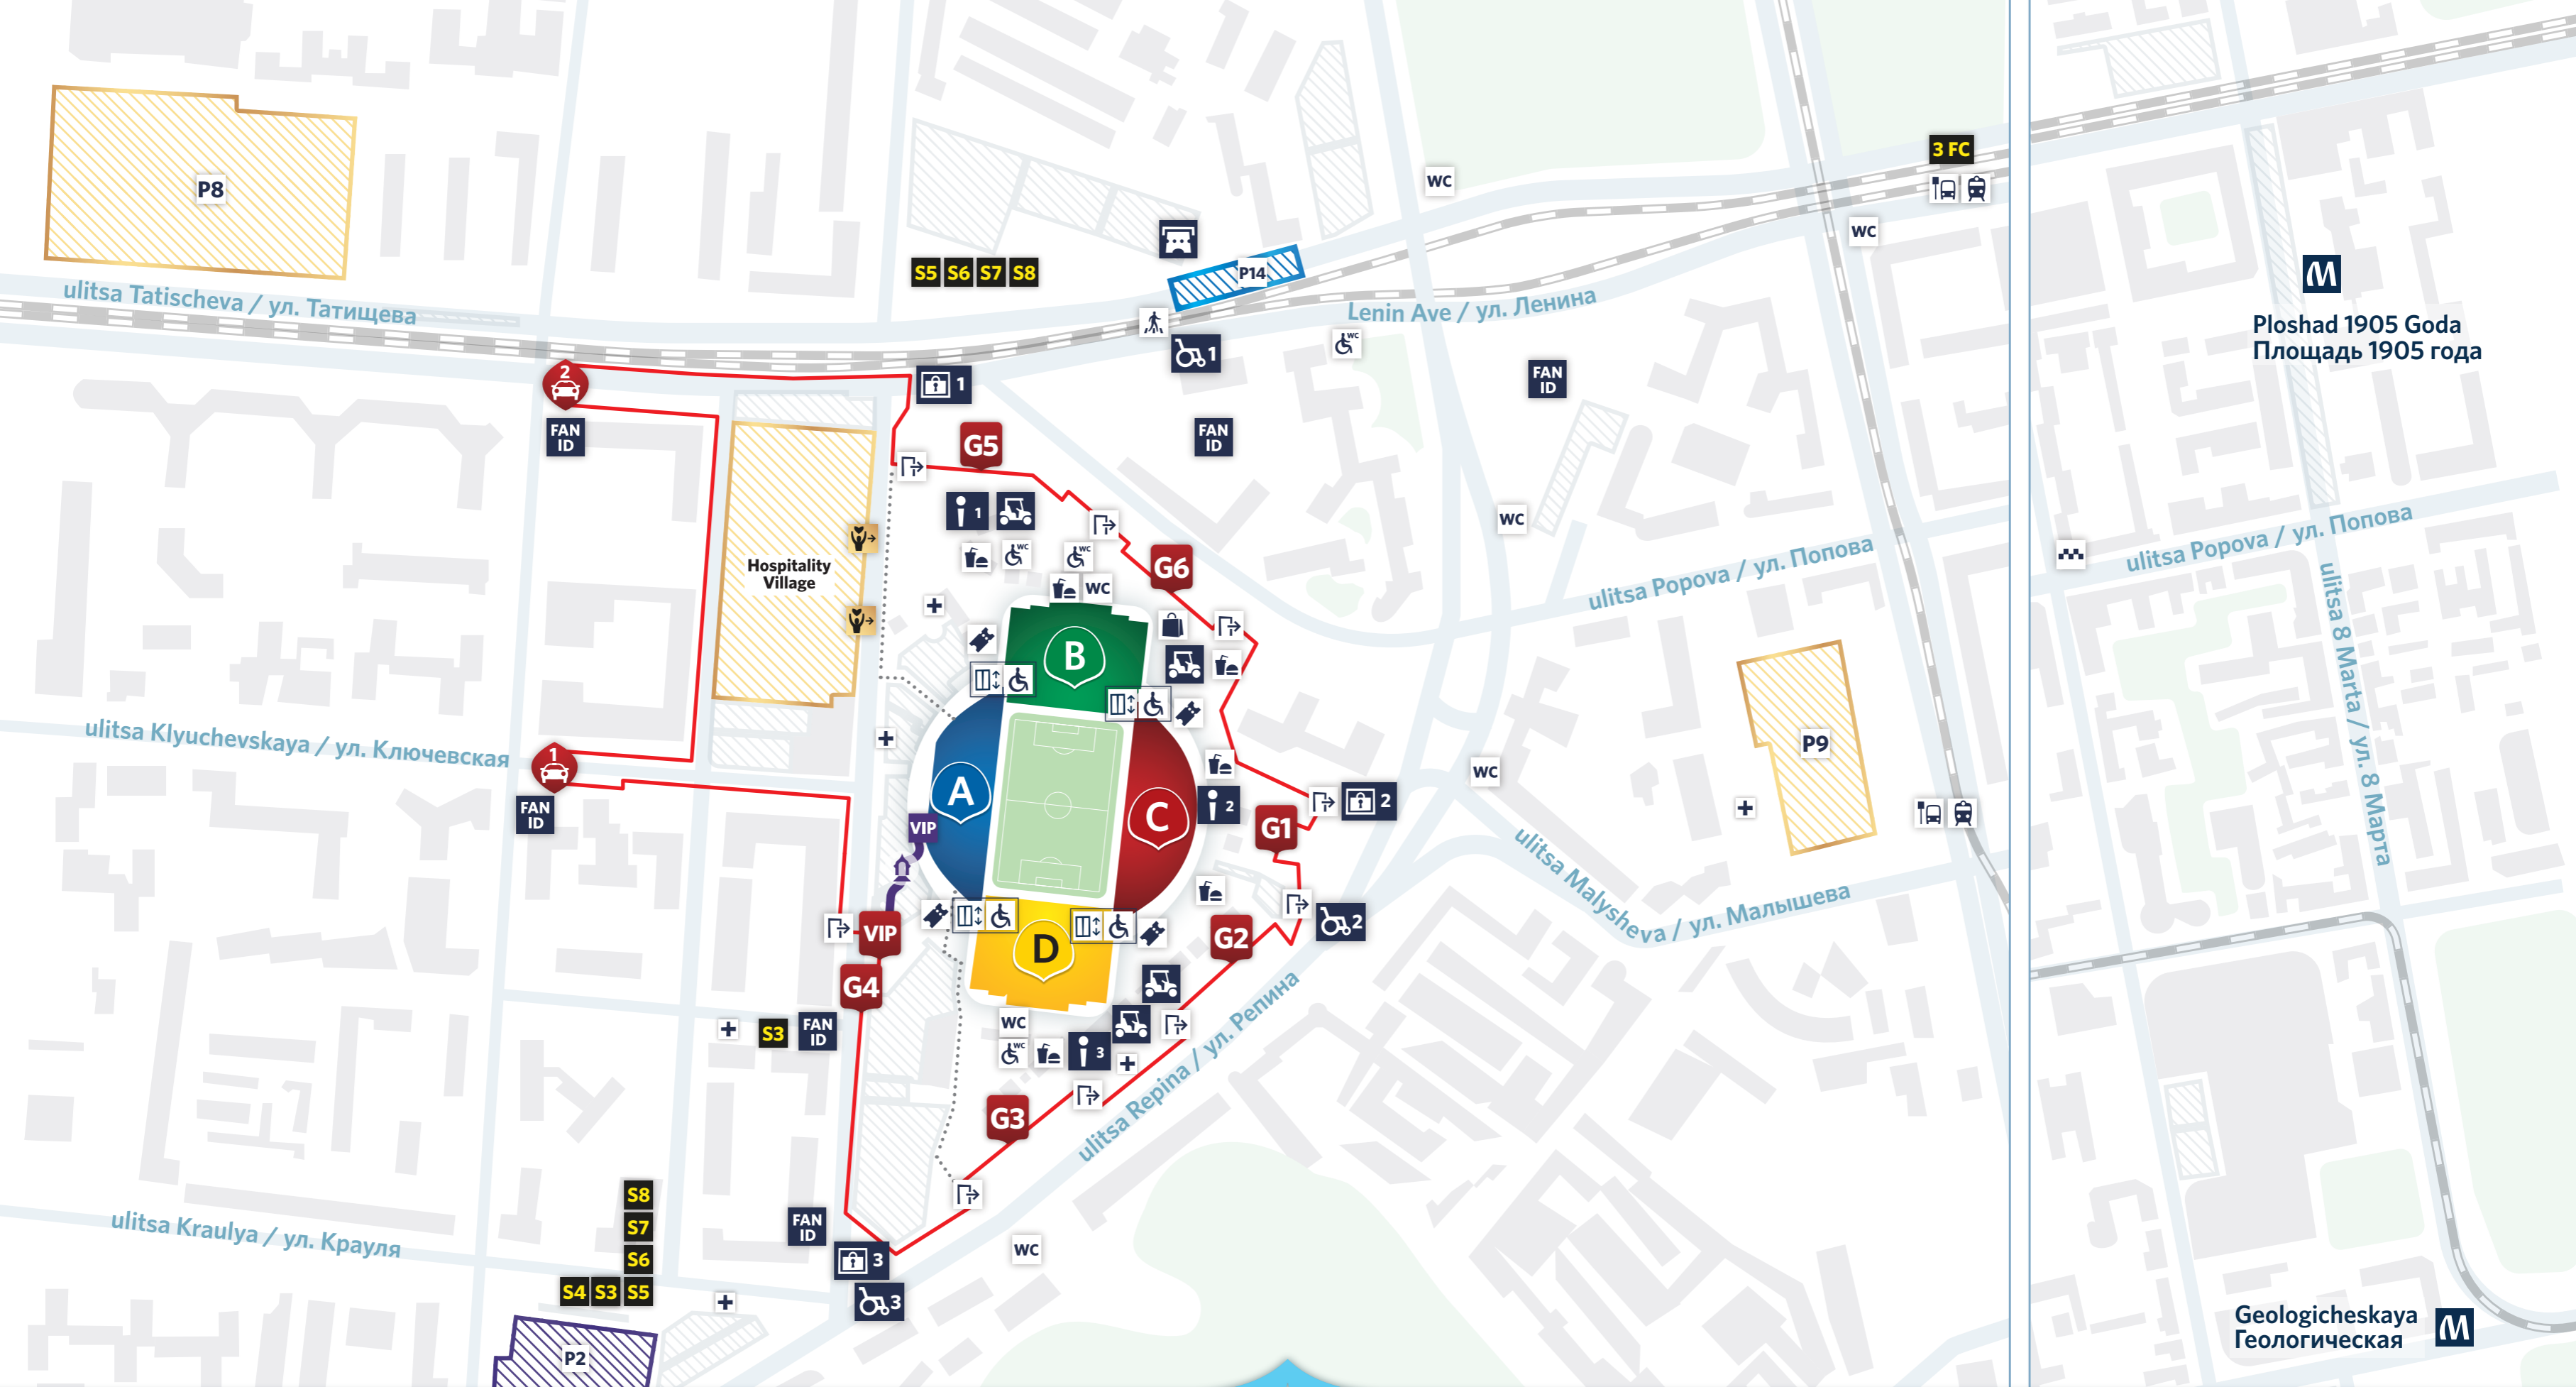 3 FC
WC
P8
WC
S5 S6 S7 S8
P14
ulitsa Tatischeva / ул. Татищева
Lenin Ave / ул. Ленина
Ploshad 1905 Goda
Площадь 1905 года
1
WC
2
1
FAN
ID
FAN
ID
FAN
ID
G5
1
WC
WC
WC
ulitsa Popova / ул. Попова
ulitsa Popova / ул. Попова
Hospitality
Village
G6
WC
ulitsa 8 Marta / ул. 8 Марта
B
ulitsa Klyuchevskaya / ул. Ключевская
P9
1
WC
A
C
2
2
FAN
ID
VIP
G1
ulitsa Malysheva / ул. Малышева
VIP
D
G2
2
G4
S3
FAN
ID
WC
WC
3
ulitsa Repina / ул. Репина
G3
S8
S7
S6
S4 S3 S5
ulitsa Kraulya / ул. Крауля
FAN
ID
WC
3
3
P2
Geologicheskaya
Геологическая